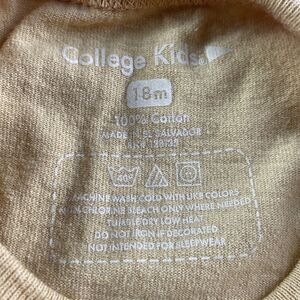 College Kids
18m
100% Cotton
MADE IN EL SALVADOR
RN#
MACHINE WASH COLD WITH LIKE COLORS
NON-CHLORINE BLEACH ONLY WHEN NEEDED
TUMBLE DRY LOW HEAT
DO NOT IRON IF DECORATED
NOT INTENDED FOR SLEEPWEAR